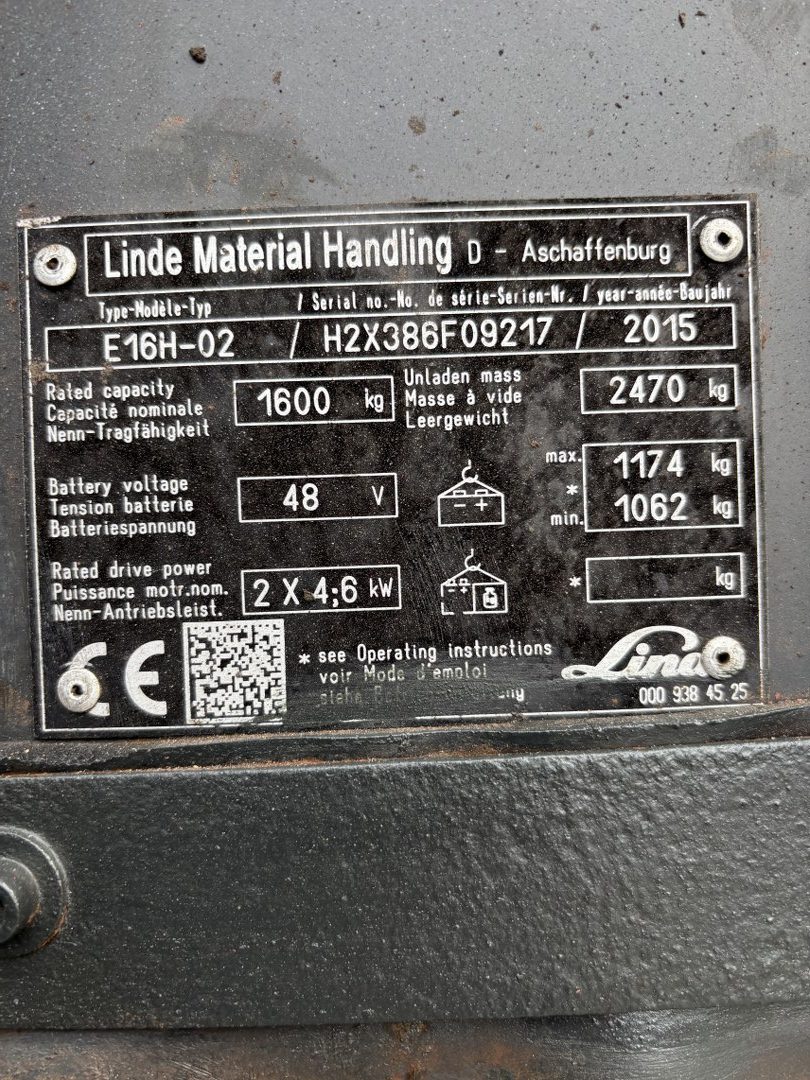 Linde Material Handling D - Aschaffenburg
Type-Modèle-Typ / Serial no.-No. de série-Serien-Nr. / year-année-Baujahr
E16H-02 / H2X386F09217 / 2015
Rated capacity
Capacité nominale
Nenn-Tragfähigkeit
1600 kg
Unladen mass
Masse à vide
Leergewicht
2470 kg
Battery voltage
Tension batterie
Batteriespannung
48 V
- +
max. 1174 kg
*
min. 1062 kg
Rated drive power
Puissance motr.nom.
Nenn-Antriebsleist.
2 X 4;6 kW
- +
* kg
CE
* see Operating instructions
voir Mode d'emploi
siehe
Linde
000 938 45 25